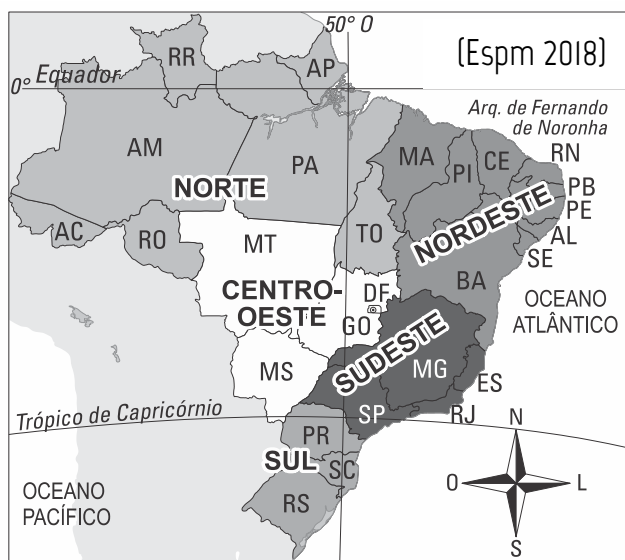 50° O
(Espm 2018)
RR
AP
0° Equador
Arq. de Fernando
de Noronha
AM
PA
MA
PI
CE
RN
NORTE
PB
PE
AC
RO
MT
TO
NORDESTE
AL
SE
CENTRO-
OESTE
DF
GO
BA
OCEANO
ATLÂNTICO
SUDESTE
MS
MG
ES
Trópico de Capricórnio
SP
RJ
N
PR
SUL
SC
O
L
OCEANO
PACÍFICO
RS
S